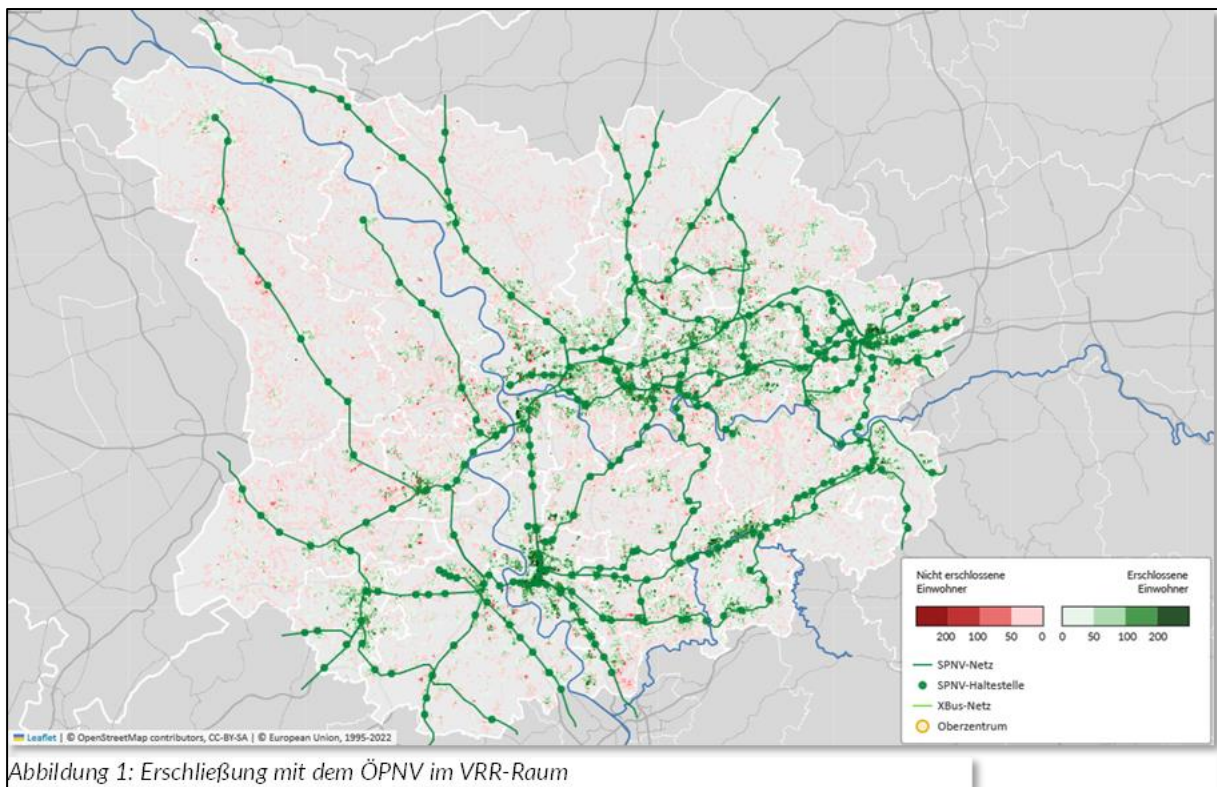 Nicht erschlossene
Einwohner
Erschlossene
Einwohner
200 100 50 0 0 50 100 200
SPNV-Netz
SPNV-Haltestelle
XBus-Netz
Oberzentrum
Leaflet | © OpenStreetMap contributors, CC-BY-SA | © European Union, 1995-2022
Abbildung 1: Erschließung mit dem ÖPNV im VRR-Raum